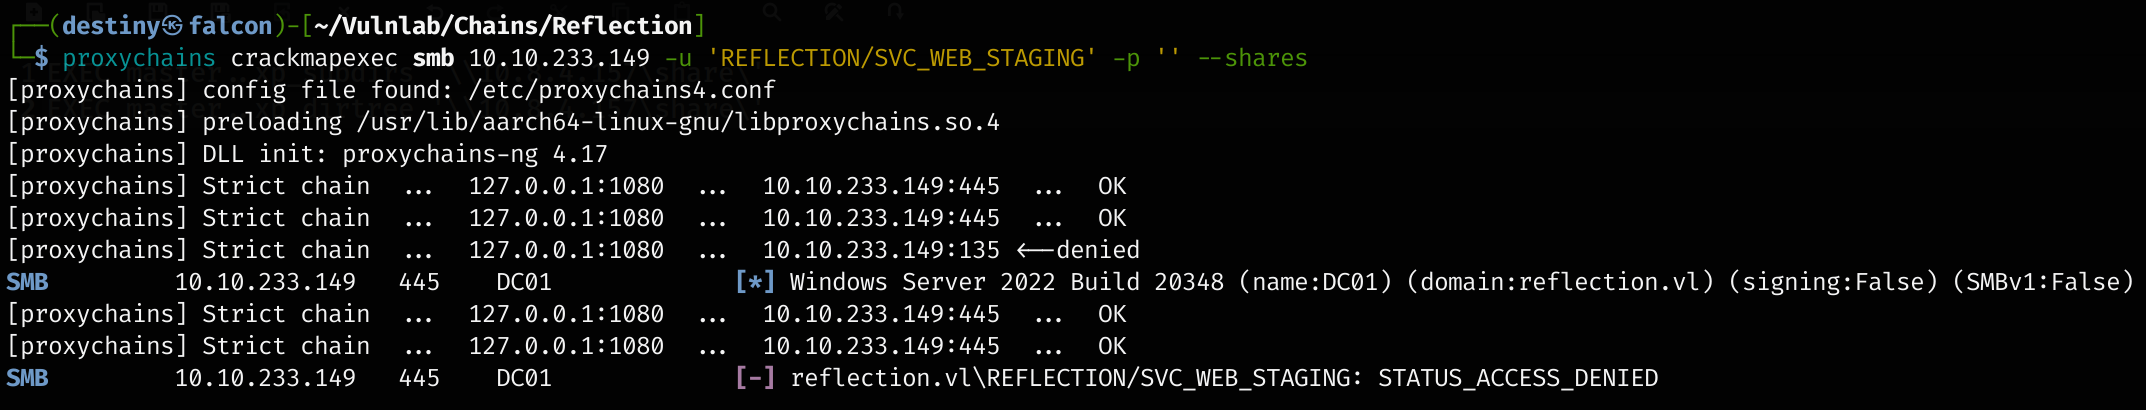 ┌──(destiny㉿falcon)-[~/Vulnlab/Chains/Reflection]
└─$ proxychains crackmapexec smb 10.10.233.149 -u 'REFLECTION/SVC_WEB_STAGING' -p '' --shares
[proxychains] config file found: /etc/proxychains4.conf
[proxychains] preloading /usr/lib/aarch64-linux-gnu/libproxychains.so.4
[proxychains] DLL init: proxychains-ng 4.17
[proxychains] Strict chain ... 127.0.0.1:1080 ... 10.10.233.149:445 ... OK
[proxychains] Strict chain ... 127.0.0.1:1080 ... 10.10.233.149:445 ... OK
[proxychains] Strict chain ... 127.0.0.1:1080 ... 10.10.233.149:135 <--denied
SMB 10.10.233.149 445 DC01 [*] Windows Server 2022 Build 20348 (name:DC01) (domain:reflection.vl) (signing:False) (SMBv1:False)
[proxychains] Strict chain ... 127.0.0.1:1080 ... 10.10.233.149:445 ... OK
[proxychains] Strict chain ... 127.0.0.1:1080 ... 10.10.233.149:445 ... OK
SMB 10.10.233.149 445 DC01 [-] reflection.vl\REFLECTION/SVC_WEB_STAGING: STATUS_ACCESS_DENIED